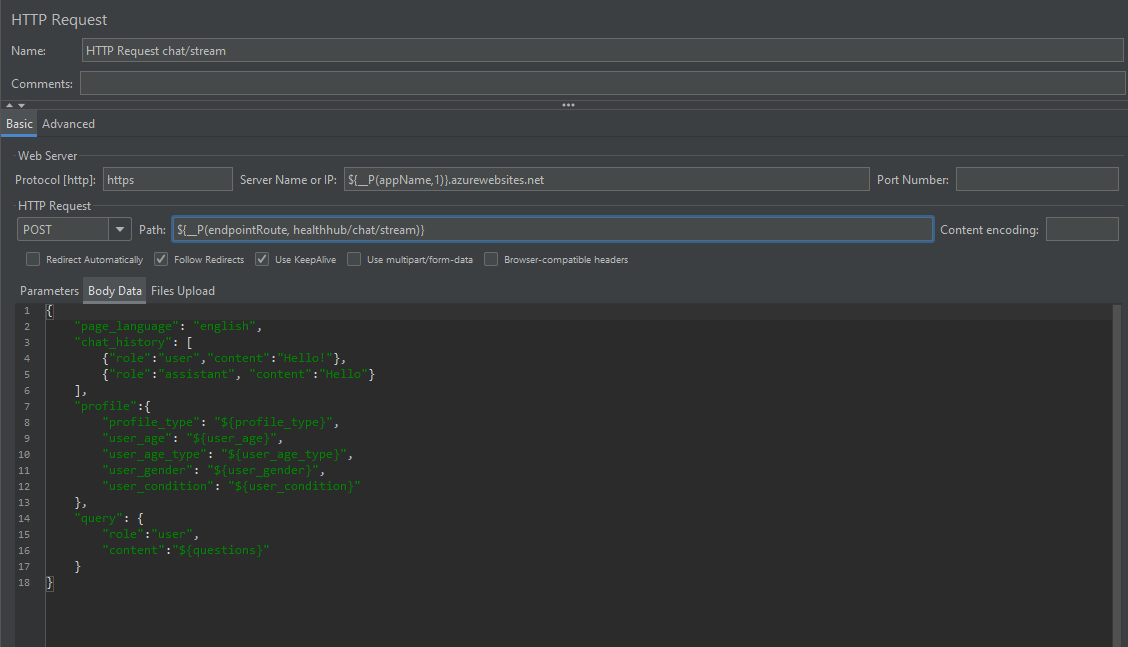 HTTP Request
Name: HTTP Request chat/stream
Comments:
Basic Advanced
Web Server
Protocol [http]: https Server Name or IP: ${__P(appName,1)}.azurewebsites.net Port Number:
HTTP Request
POST Path: ${__P(endpointRoute, healthhub/chat/stream)} Content encoding:
Redirect Automatically Follow Redirects Use KeepAlive Use multipart/form-data Browser-compatible headers
Parameters Body Data Files Upload
1 {
2     "page_language": "english",
3     "chat_history": [
4         {"role":"user","content":"Hello!"},
5         {"role":"assistant", "content":"Hello"}
6     ],
7     "profile":{
8         "profile_type": "${profile_type}",
9         "user_age": "${user_age}",
10         "user_age_type": "${user_age_type}",
11         "user_gender": "${user_gender}",
12         "user_condition": "${user_condition}"
13     },
14     "query": {
15         "role":"user",
16         "content":"${questions}"
17     }
18 }